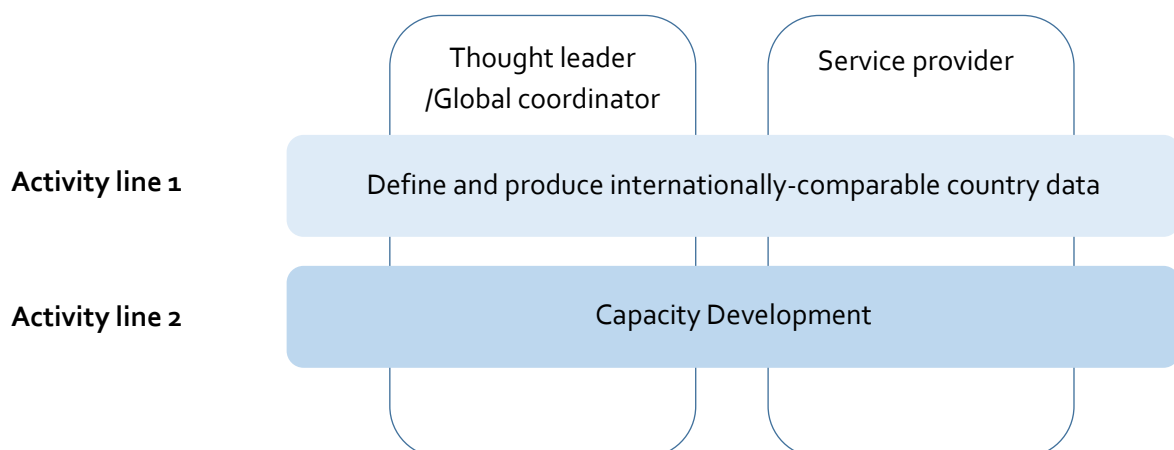 Thought leader
/Global coordinator
Service provider
Activity line 1
Define and produce internationally-comparable country data
Activity line 2
Capacity Development